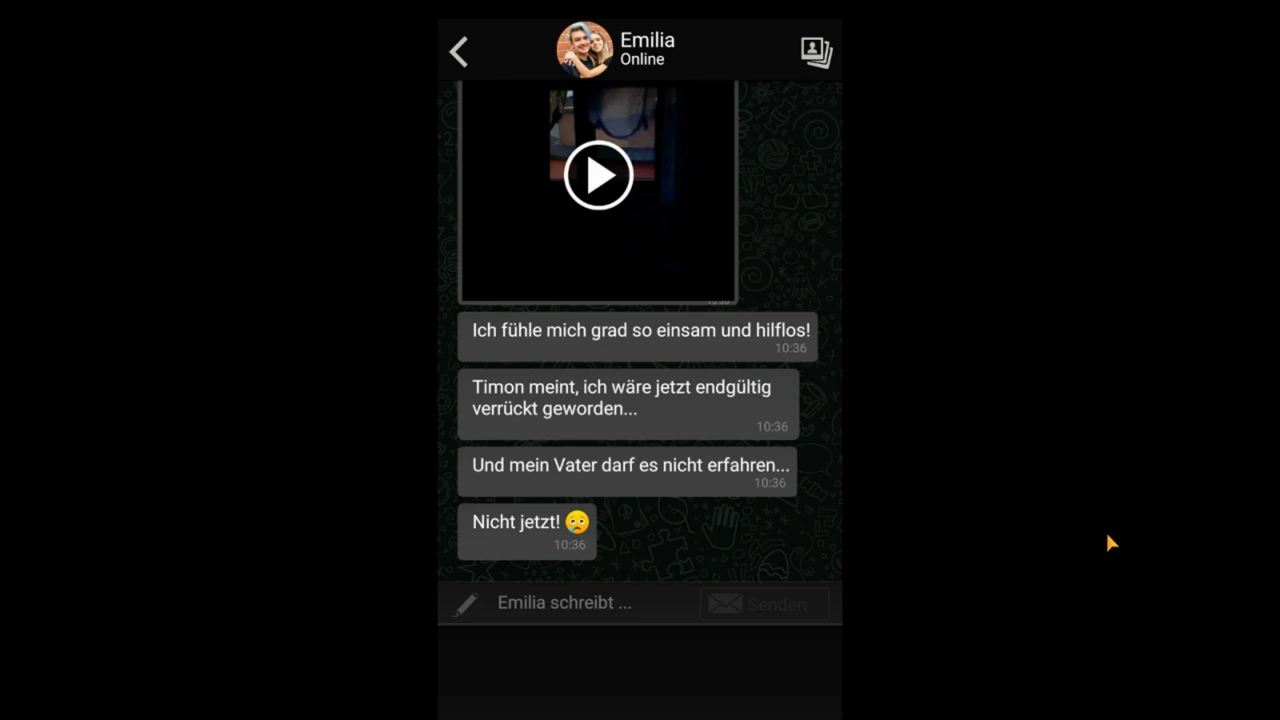 Emilia
Online
10:36
Ich fühle mich grad so einsam und hilflos!
10:36
Timon meint, ich wäre jetzt endgültig
verrückt geworden...
10:36
Und mein Vater darf es nicht erfahren...
10:36
Nicht jetzt! 😢
10:36
Emilia schreibt ...
Senden